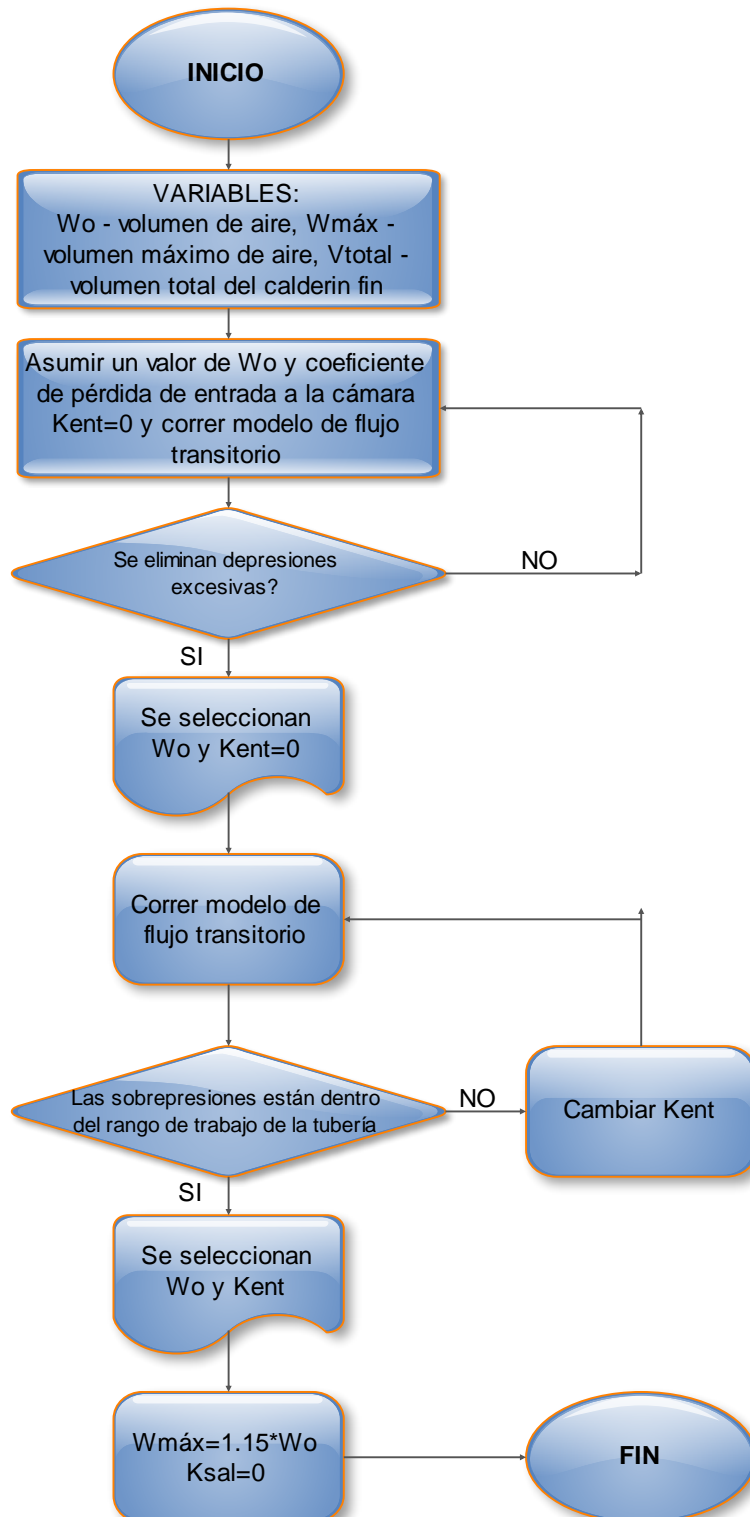 INICIO
VARIABLES:
Wo - volumen de aire, Wmáx -
volumen máximo de aire, Vtotal -
volumen total del calderin fin
Asumir un valor de Wo y coeficiente
de pérdida de entrada a la cámara
Kent=0 y correr modelo de flujo
transitorio
Se eliminan depresiones
excesivas?
NO
SI
Se seleccionan
Wo y Kent=0
Correr modelo de
flujo transitorio
Las sobrepresiones están dentro
del rango de trabajo de la tubería
NO
Cambiar Kent
SI
Se seleccionan
Wo y Kent
Wmáx=1.15*Wo
Ksal=0
FIN